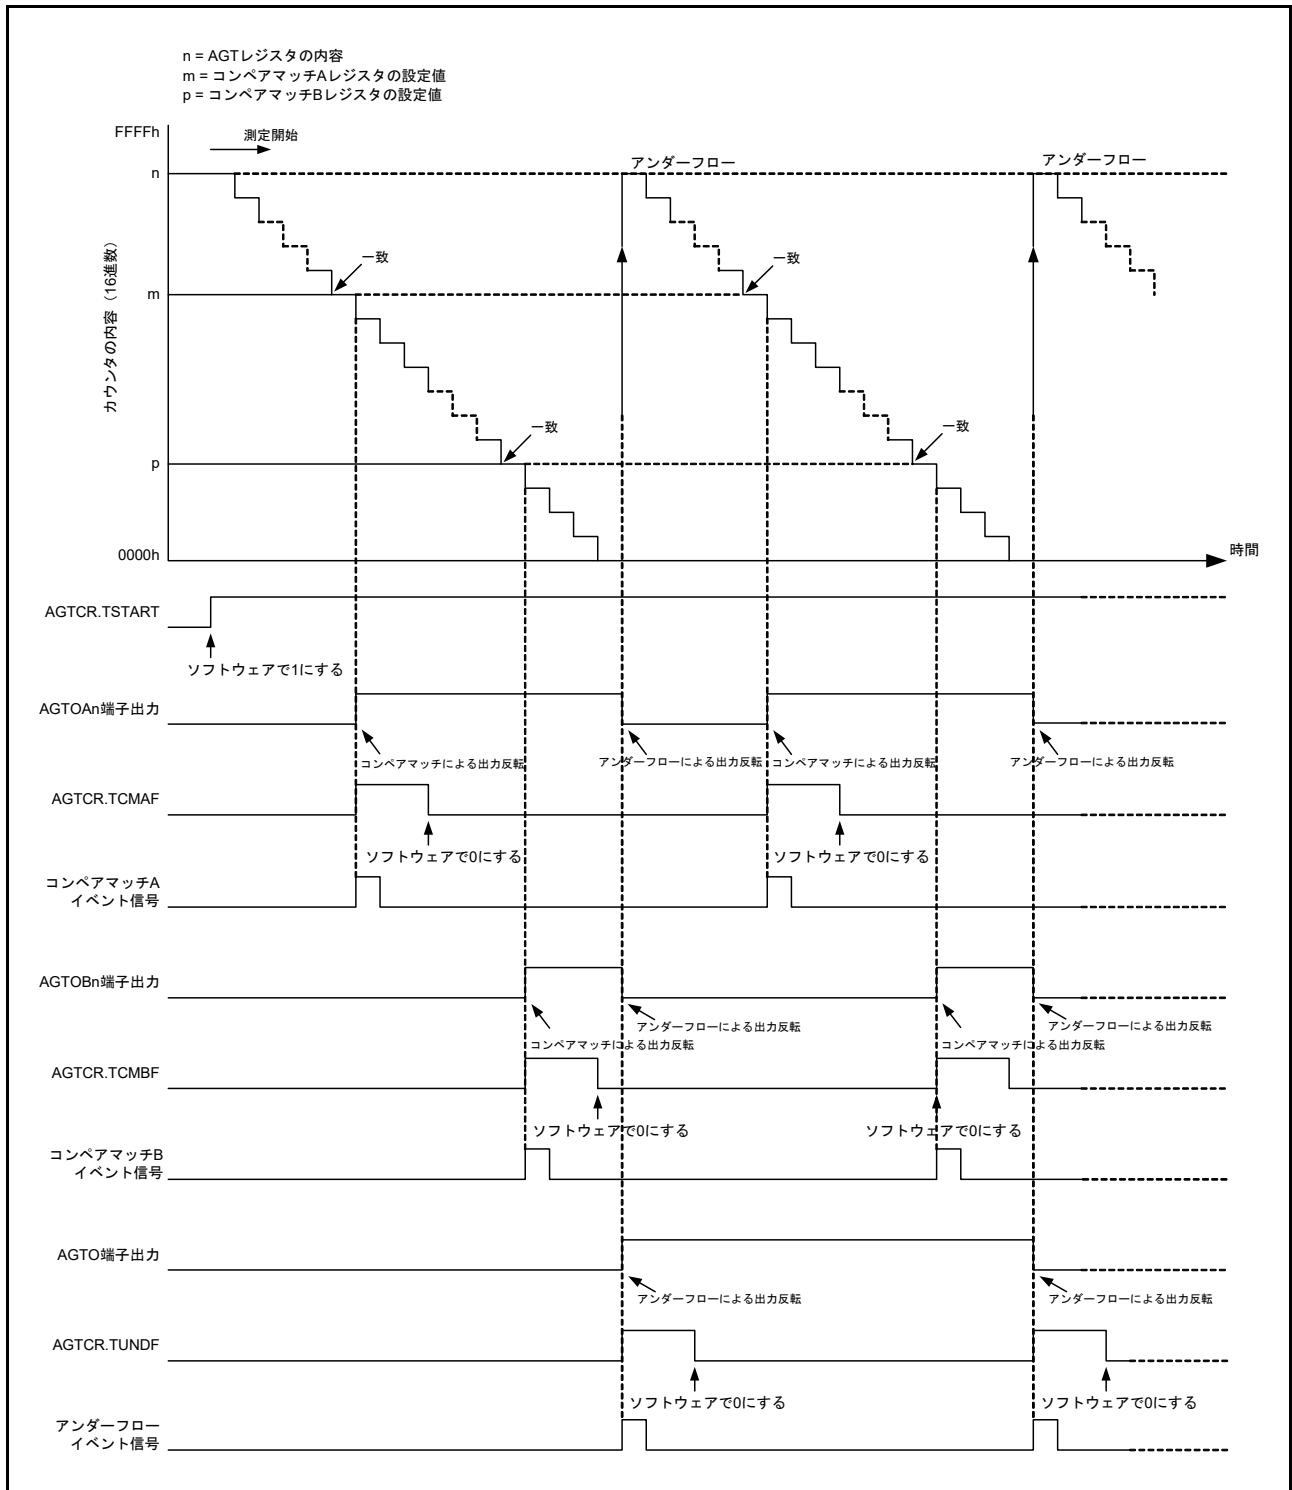 n = AGTレジスタの内容
m = コンペアマッチAレジスタの設定値
p = コンペアマッチBレジスタの設定値
FFFFh
測定開始
アンダーフロー
アンダーフロー
n
一致
一致
カウンタの内容（16進数）
m
一致
一致
p
0000h
時間
AGTCR.TSTART
ソフトウェアで1にする
AGTOAn端子出力
コンペアマッチによる出力反転
アンダーフローによる出力反転
コンペアマッチによる出力反転
アンダーフローによる出力反転
AGTCR.TCMAF
ソフトウェアで0にする
ソフトウェアで0にする
コンペアマッチA
イベント信号
AGTOBn端子出力
アンダーフローによる出力反転
アンダーフローによる出力反転
コンペアマッチによる出力反転
コンペアマッチによる出力反転
AGTCR.TCMBF
ソフトウェアで0にする
ソフトウェアで0にする
コンペアマッチB
イベント信号
AGTO端子出力
アンダーフローによる出力反転
アンダーフローによる出力反転
AGTCR.TUNDF
ソフトウェアで0にする
ソフトウェアで0にする
アンダーフロー
イベント信号